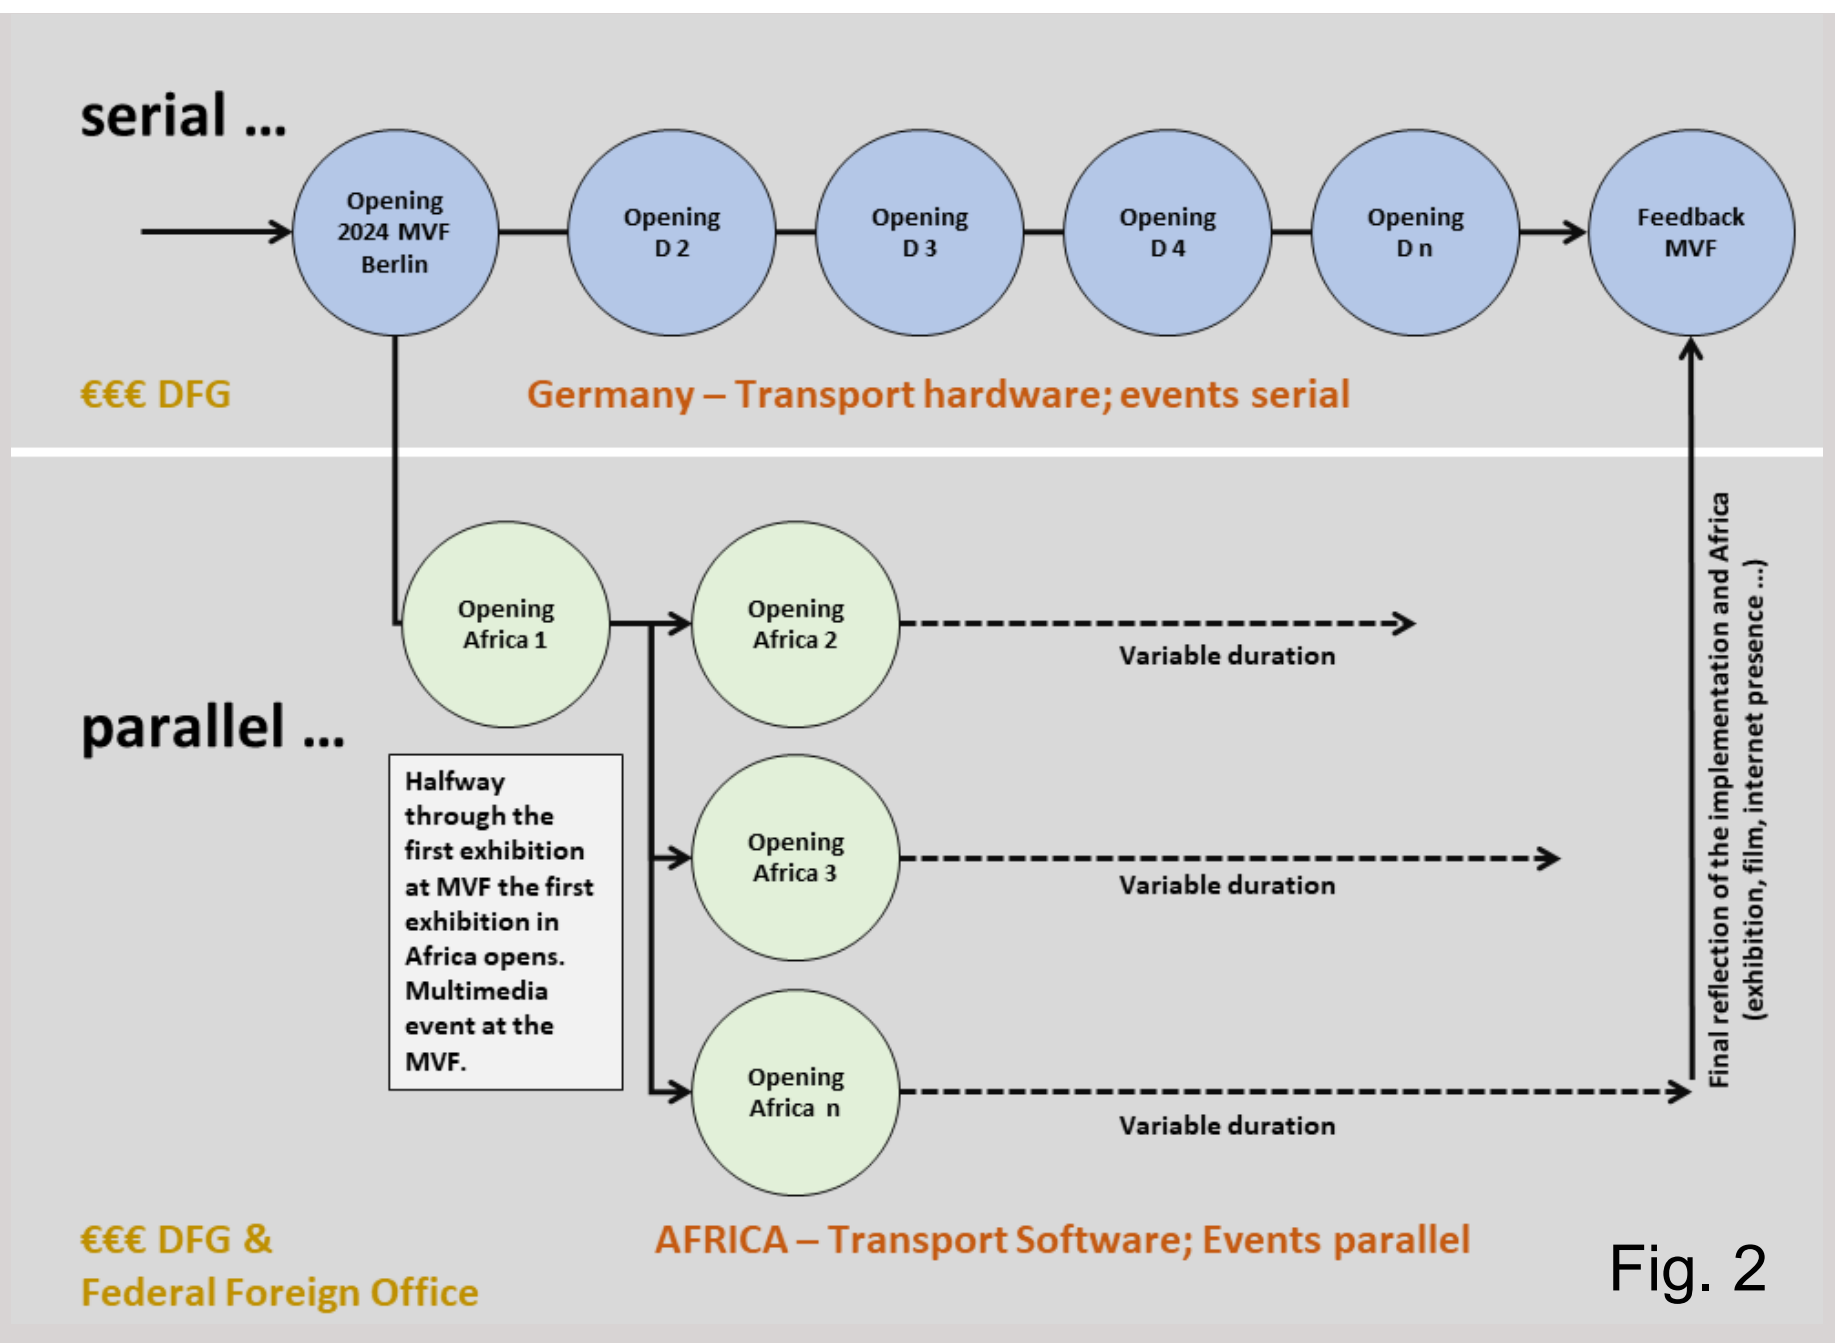 serial ...
Opening
2024 MVF
Berlin
Opening
D 2
Opening
D 3
Opening
D 4
Opening
D n
Feedback
MVF
€€€ DFG
Germany – Transport hardware; events serial
parallel ...
Opening
Africa 1
Opening
Africa 2
Variable duration
Halfway
through the
first exhibition
at MVF the first
exhibition in
Africa opens.
Multimedia
event at the
MVF.
Opening
Africa 3
Variable duration
Opening
Africa n
Variable duration
Final reflection of the implementation and Africa
(exhibition, film, internet presence ...)
€€€ DFG &
Federal Foreign Office
AFRICA – Transport Software; Events parallel
Fig. 2